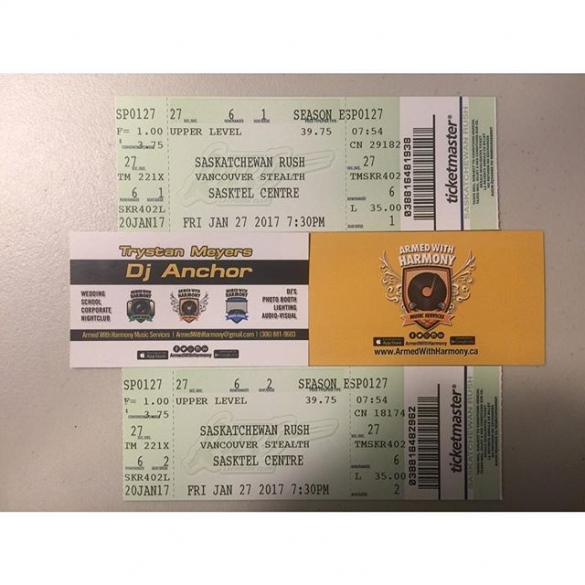 SP0127 27 6 1 SEASON ESP0127
F= 1.00 UPPER LEVEL 39.75 07:54
3.75 CN 29182
27 SASKATCHEWAN RUSH 27
TM 221X VANCOUVER STEALTH TMSKR402
6 1 SASKTEL CENTRE 6
SKR402L L 35.00
20JAN17 FRI JAN 27 2017 7:30PM 1
ticketmaster®
SASKATCHEWAN RUSH
Trystan Meyers
Dj Anchor
WEDDING
SCHOOL
CORPORATE
NIGHTCLUB
DJ'S
PHOTO BOOTH
LIGHTING
AUDIO-VISUAL
Armed With Harmony Music Services | ArmedWithHarmony@gmail.com |
ArmedWithHarmony
ARMED WITH
HARMONY
MUSIC SERVICES
www.ArmedWithHarmony.ca
ArmedWithHarmony
SP0127 27 6 2 SEASON ESP0127
F= 1.00 UPPER LEVEL 39.75 07:54
3.75 CN 18174
27 SASKATCHEWAN RUSH 27
TM 221X VANCOUVER STEALTH TMSKR402
6 2 SASKTEL CENTRE 6
SKR402L L 35.00
20JAN17 FRI JAN 27 2017 7:30PM 2
ticketmaster®
SASKATCHEWAN RUSH